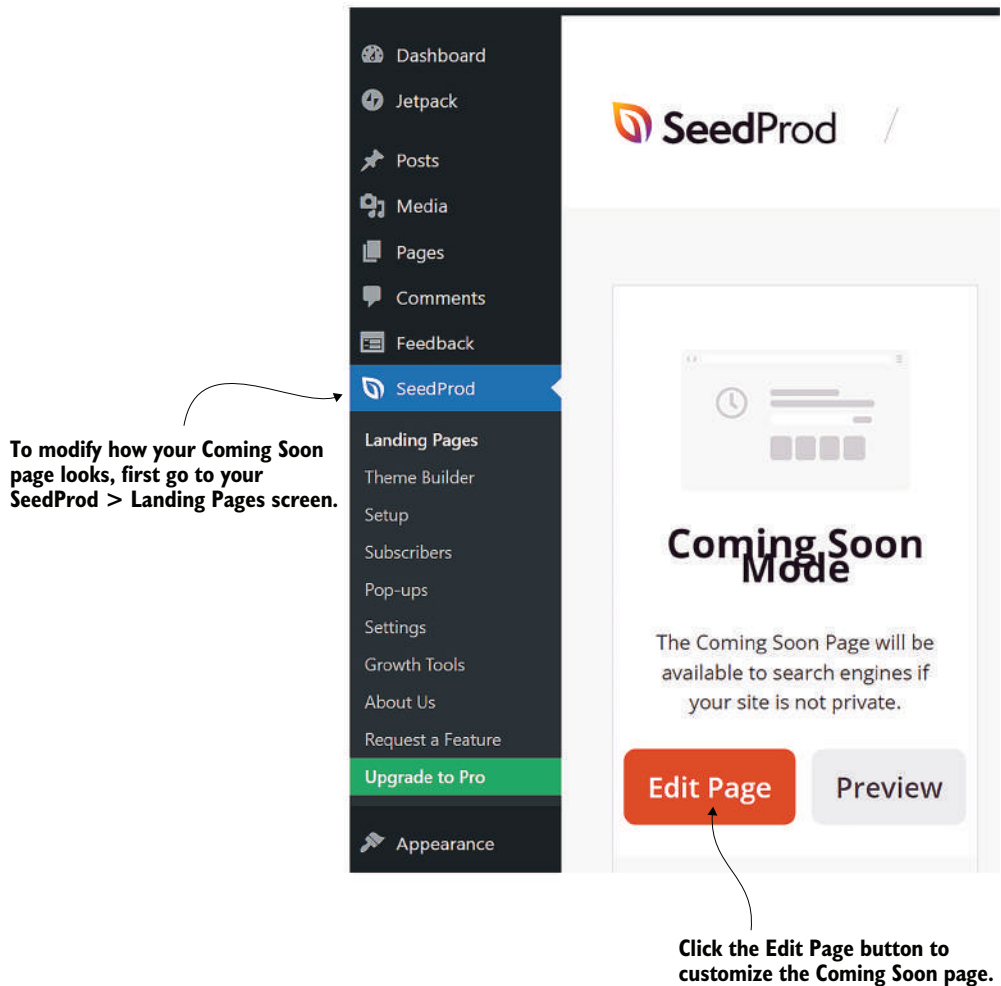 Dashboard
Jetpack
Posts
Media
Pages
Comments
Feedback
SeedProd
Landing Pages
Theme Builder
Setup
Subscribers
Pop-ups
Settings
Growth Tools
About Us
Request a Feature
Upgrade to Pro
Appearance
SeedProd /
Coming Soon
Mode
The Coming Soon Page will be
available to search engines if
your site is not private.
Edit Page
Preview
To modify how your Coming Soon
page looks, first go to your
SeedProd > Landing Pages screen.
Click the Edit Page button to
customize the Coming Soon page.